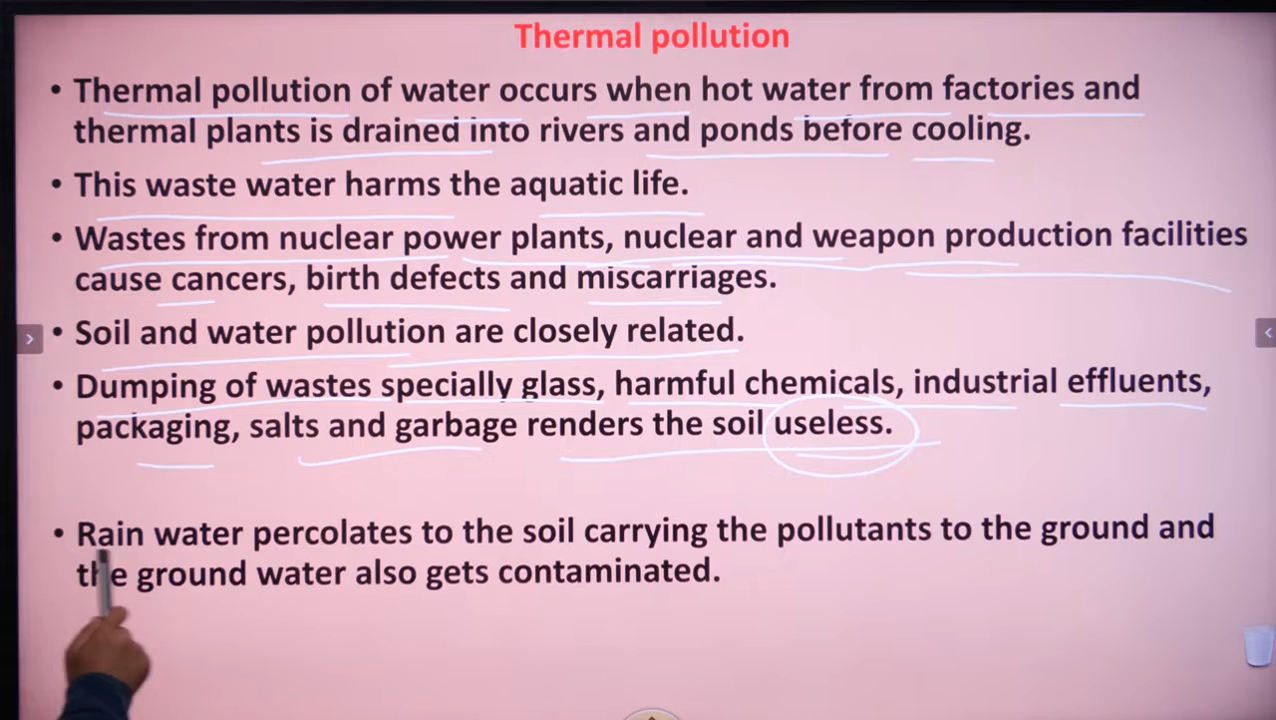 Thermal pollution
• Thermal pollution of water occurs when hot water from factories and
thermal plants is drained into rivers and ponds before cooling.
• This waste water harms the aquatic life.
• Wastes from nuclear power plants, nuclear and weapon production facilities
cause cancers, birth defects and miscarriages.
• Soil and water pollution are closely related.
• Dumping of wastes specially glass, harmful chemicals, industrial effluents,
packaging, salts and garbage renders the soil useless.
• Rain water percolates to the soil carrying the pollutants to the ground and
the ground water also gets contaminated.